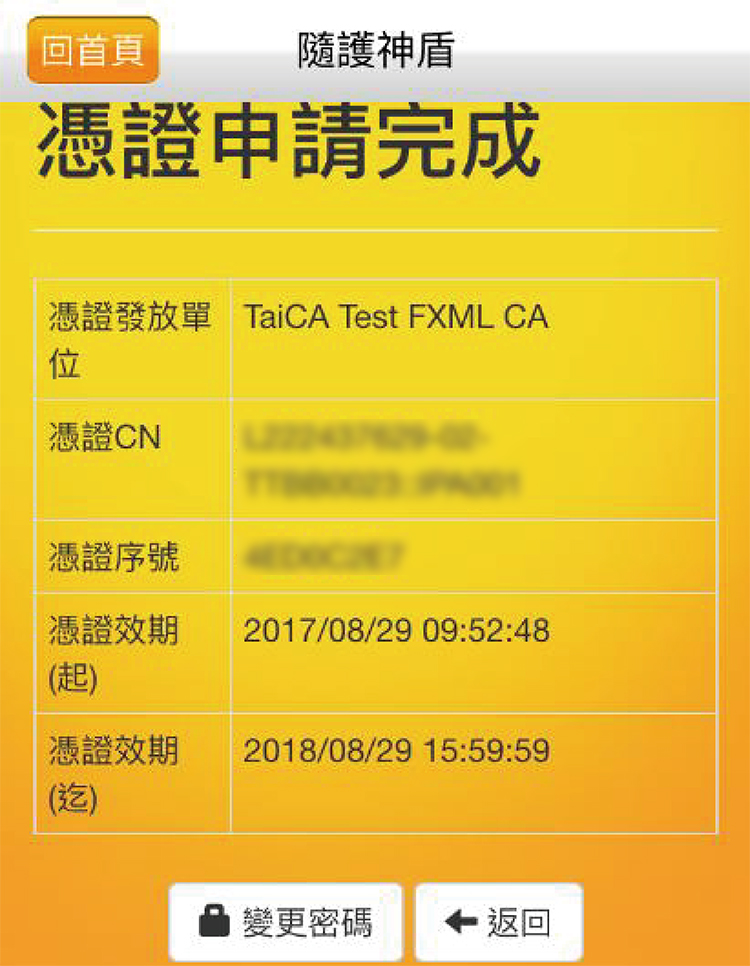 回首頁
隨護神盾
憑證申請完成
憑證發放單
位
TaiCA Test FXML CA
憑證CN
憑證序號
憑證效期
(起)
2017/08/29 09:52:48
憑證效期
(迄)
2018/08/29 15:59:59
變更密碼
返回